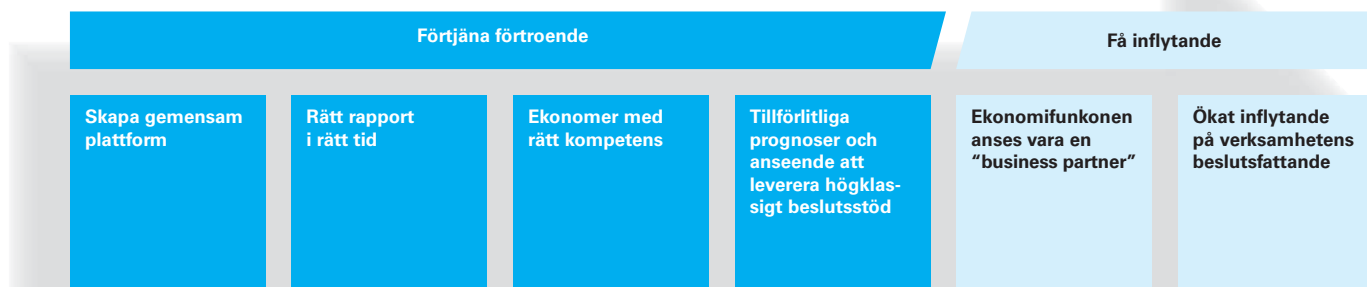 Förtjäna förtroende
Få inflytande
Skapa gemensam
plattform
Rätt rapport
i rätt tid
Ekonomer med
rätt kompetens
Tillförlitliga
prognoser och
anseende att
leverera högklas-
sigt beslutsstöd
Ekonomifunkonen
anses vara en
“business partner”
Ökat inflytande
på verksamhetens
beslutsfattande